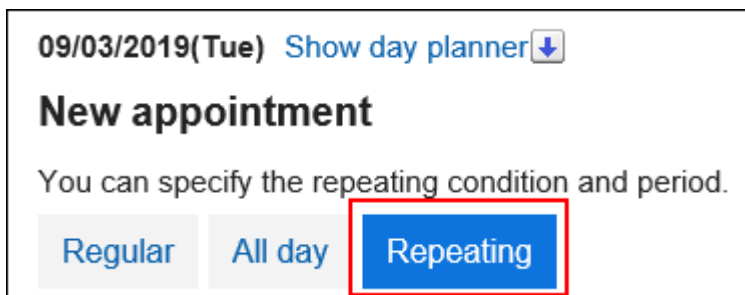 09/03/2019(Tue) Show day planner
New appointment
You can specify the repeating condition and period.
Regular All day Repeating